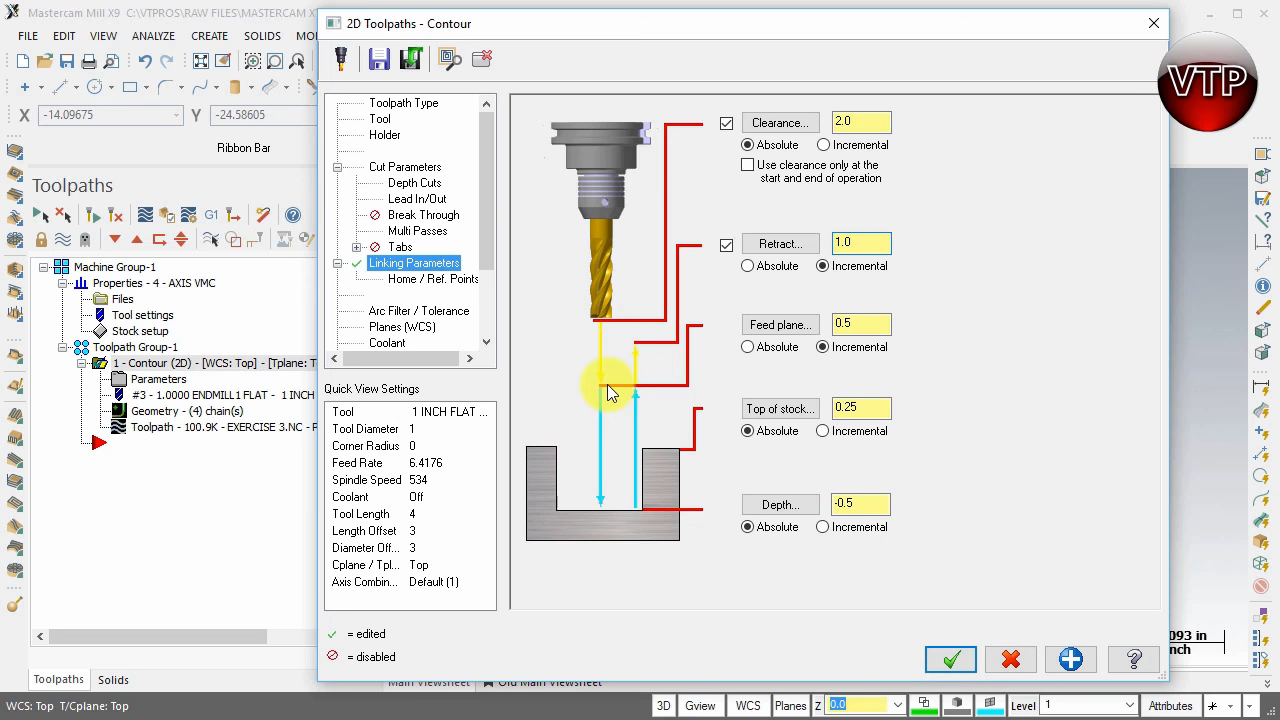 Mastercam Mill X9 C:\VTPROS\RAW FILES\MASTERCAM X
2D Toolpaths - Contour
FILE EDIT VIEW ANALYZE CREATE SOLIDS
VTP
X -14.09675 Y -24.58605
Ribbon Bar
Toolpaths
G1
Machine Group-1
Properties - 4 - AXIS VMC
Files
Tool settings
Stock setup
Toolpath Group-1
1 - Contour (2D) - [WCS: Top] - [Tplane: T
Parameters
#3 - 1.0000 ENDMILL1 FLAT - 1 INCH
Geometry - (4) chain(s)
Toolpath - 100.9K - EXERCISE 3.NC - P
Toolpaths Solids
Toolpath Type
Tool
Holder
Cut Parameters
Depth Cuts
Lead In/Out
Break Through
Multi Passes
Tabs
Linking Parameters
Home / Ref. Points
Arc Filter / Tolerance
Planes (WCS)
Coolant
Quick View Settings
Tool 1 INCH FLAT ...
Tool Diameter 1
Corner Radius 0
Feed Rate 6.4176
Spindle Speed 534
Coolant Off
Tool Length 4
Length Offset 3
Diameter Off... 3
Cplane / Tpl... Top
Axis Combin... Default (1)
= edited
= disabled
Clearance... 2.0
Absolute Incremental
Use clearance only at the
start and end of operation
Retract... 1.0
Absolute Incremental
Feed plane... 0.5
Absolute Incremental
Top of stock... 0.25
Absolute Incremental
Depth... -0.5
Absolute Incremental
093 in
nch
Main Viewsheet Old Main Viewsheet
WCS: Top T/Cplane: Top
3D Gview WCS Planes Z 0.0 Level 1 Attributes